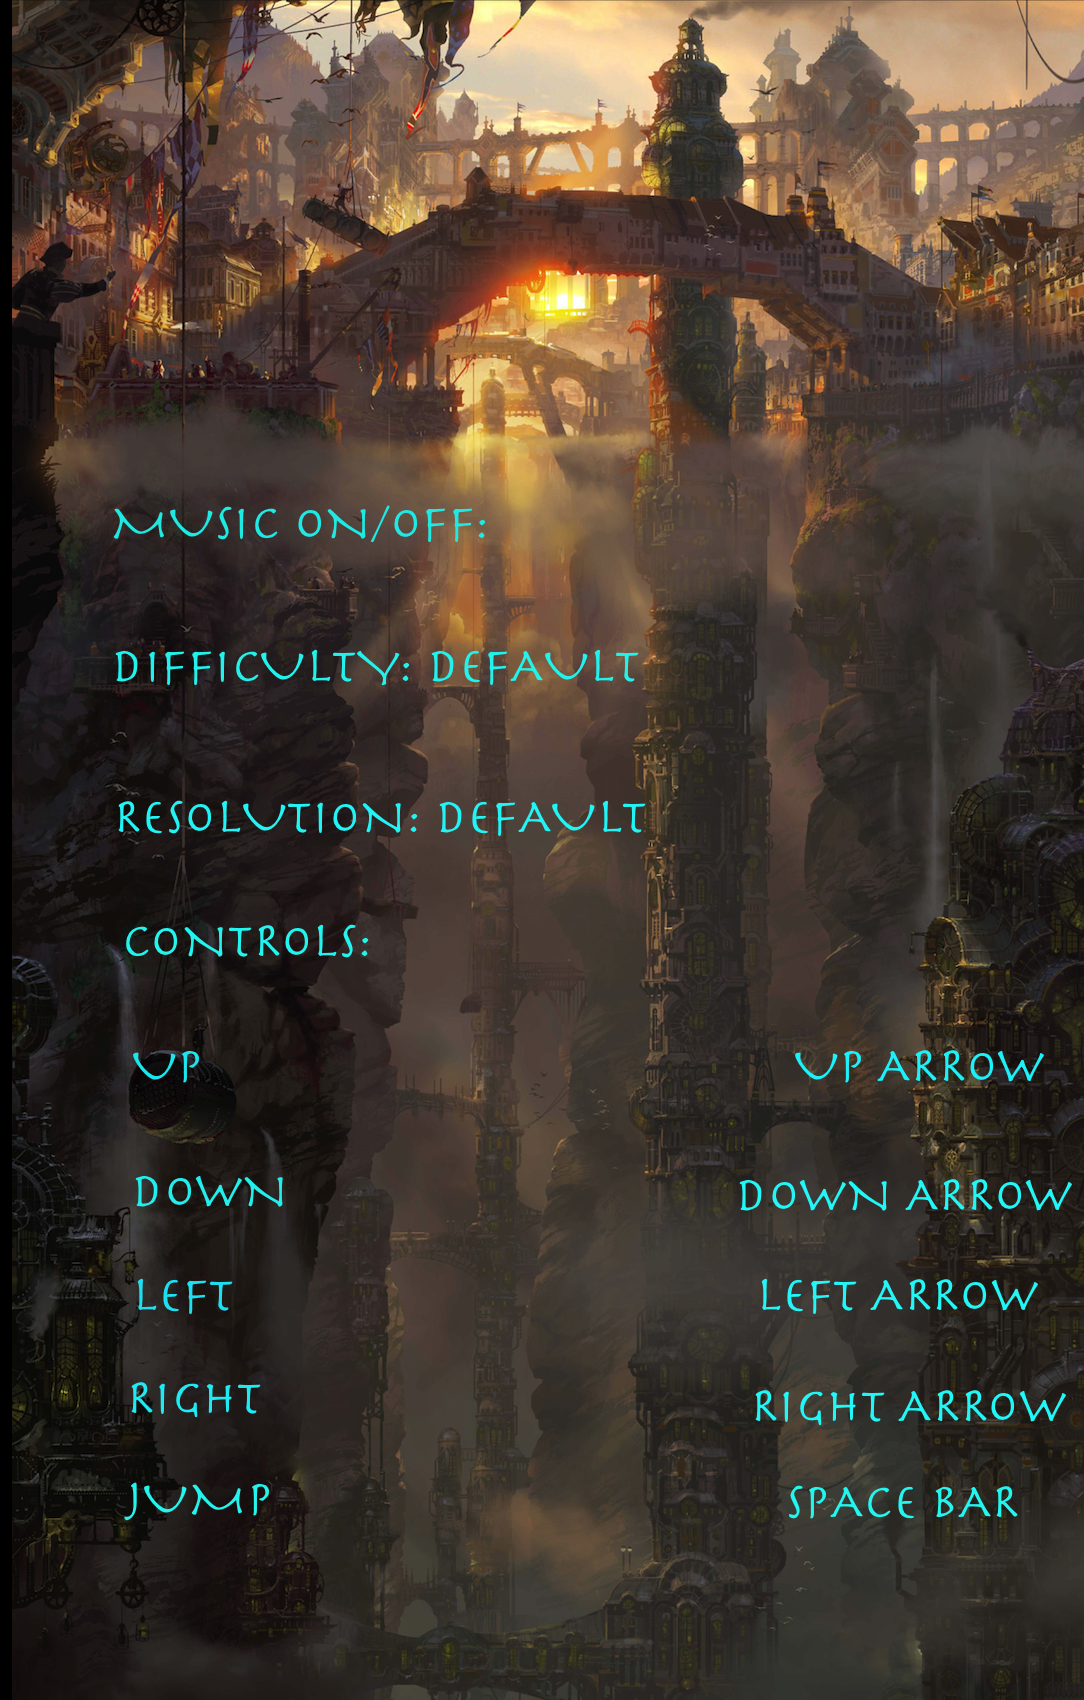 MUSIC ON/OFF:
DIFFICULTY: DEFAULT
RESOLUTION: DEFAULT
CONTROLS:
UP UP ARROW
DOWN DOWN ARROW
LEFT LEFT ARROW
RIGHT RIGHT ARROW
JUMP SPACE BAR